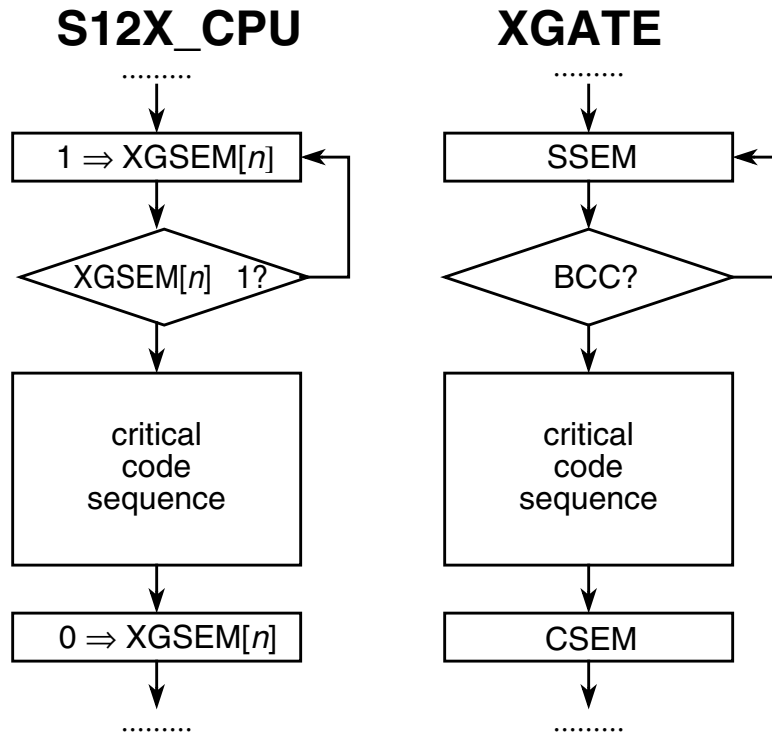 S12X_CPU
.........
1 ⇒ XGSEM[n]
XGSEM[n] 1?
critical
code
sequence
0 ⇒ XGSEM[n]
.........
XGATE
.........
SSEM
BCC?
critical
code
sequence
CSEM
.........